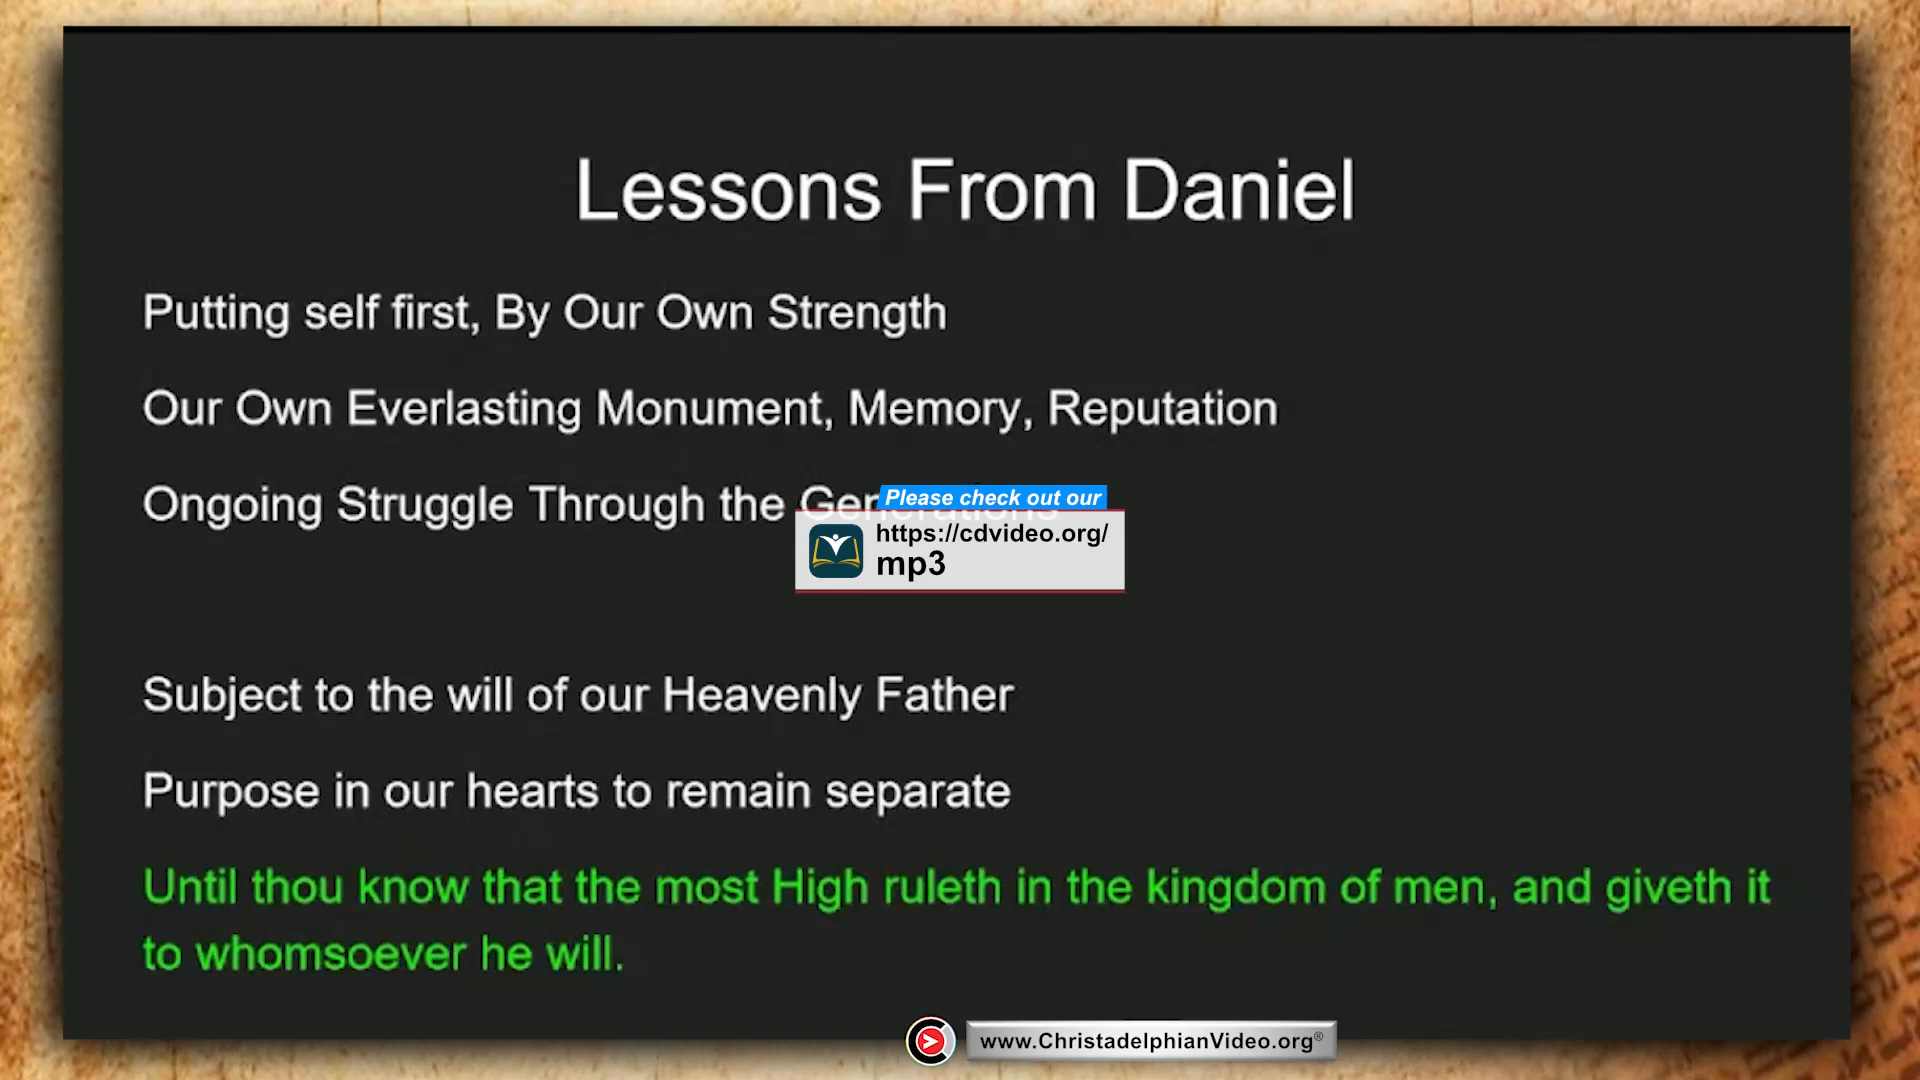 Lessons From Daniel
Putting self first, By Our Own Strength
Our Own Everlasting Monument, Memory, Reputation
Ongoing Struggle Through the Generations
Please check out our
https://cdvideo.org/
mp3
Subject to the will of our Heavenly Father
Purpose in our hearts to remain separate
Until thou know that the most High ruleth in the kingdom of men, and giveth it
to whomsoever he will.
www.ChristadelphianVideo.org®